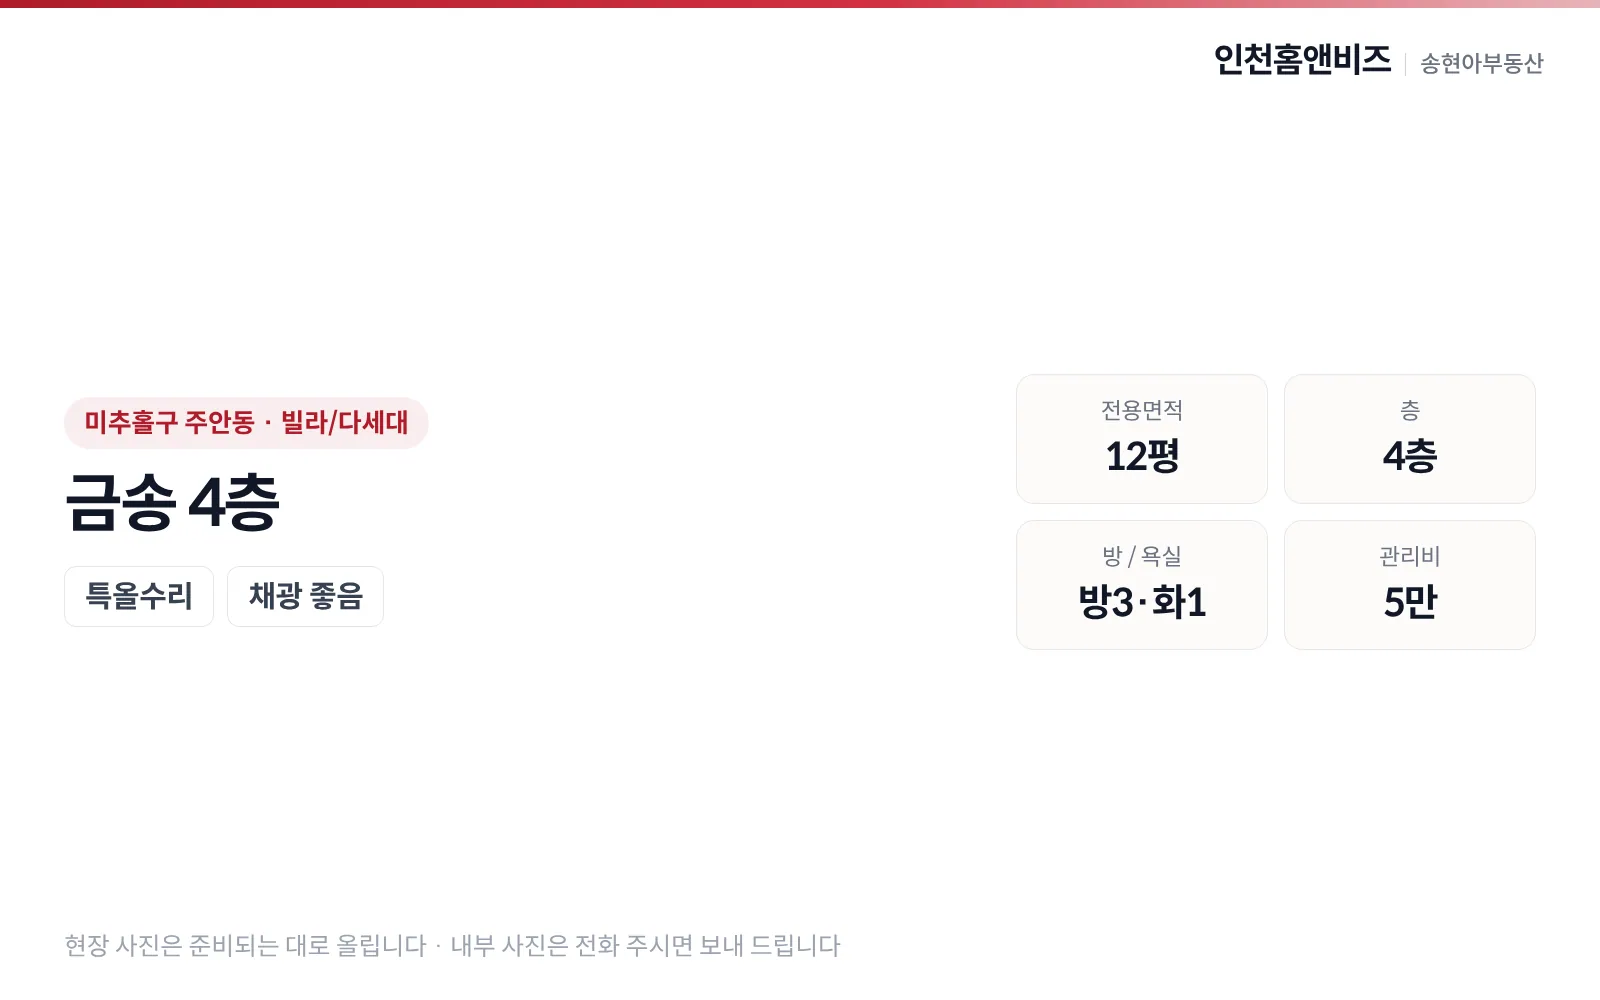 인천홈앤비즈 송현아부동산
미추홀구 주안동 · 빌라/다세대
금송 4층
특올수리 채광 좋음
전용면적
12평
층
4층
방 / 욕실
방3·화1
관리비
5만
현장 사진은 준비되는 대로 올립니다 · 내부 사진은 전화 주시면 보내 드립니다